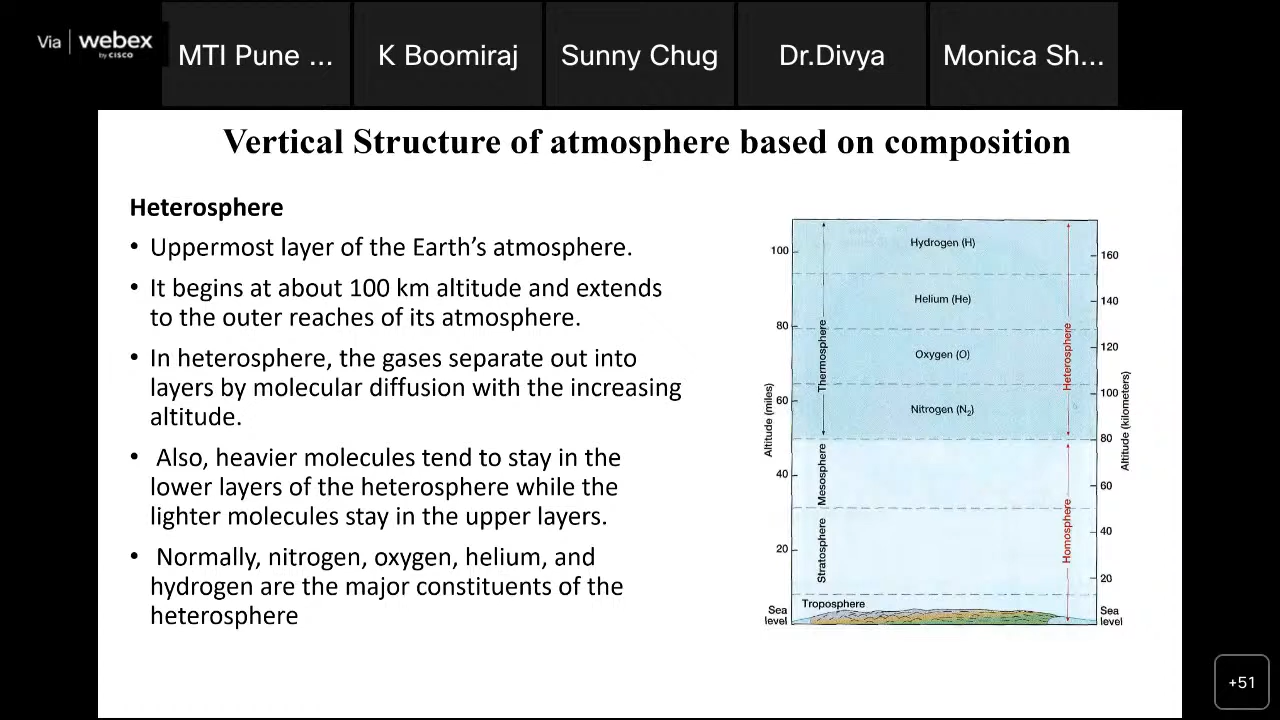 Via webex
by CISCO
MTI Pune ...
K Boomiraj
Sunny Chug
Dr.Divya
Monica Sh...
Vertical Structure of atmosphere based on composition
Heterosphere
• Uppermost layer of the Earth’s atmosphere.
• It begins at about 100 km altitude and extends
to the outer reaches of its atmosphere.
• In heterosphere, the gases separate out into
layers by molecular diffusion with the increasing
altitude.
• Also, heavier molecules tend to stay in the
lower layers of the heterosphere while the
lighter molecules stay in the upper layers.
• Normally, nitrogen, oxygen, helium, and
hydrogen are the major constituents of the
heterosphere
Altitude (miles)
100
80
60
40
20
Sea
level
Thermosphere
Mesosphere
Stratosphere
Troposphere
Hydrogen (H)
Helium (He)
Oxygen (O)
Nitrogen (N₂)
Heterosphere
Homosphere
160
140
120
100
80
60
40
20
Sea
level
Altitude (kilometers)
+51